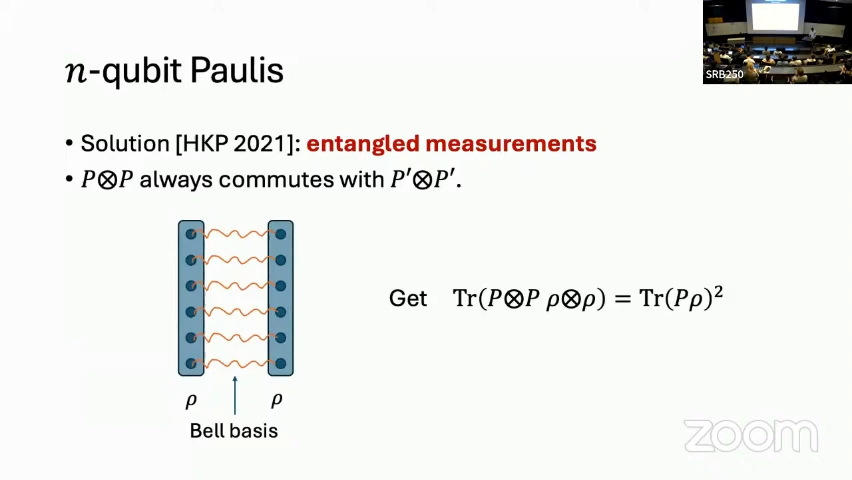 SRB250
n-qubit Paulis
• Solution [HKP 2021]: entangled measurements
• P⊗P always commutes with P′⊗P′.
Get Tr(P⊗P ρ⊗ρ) = Tr(Pρ)²
ρ ρ
Bell basis
zoom